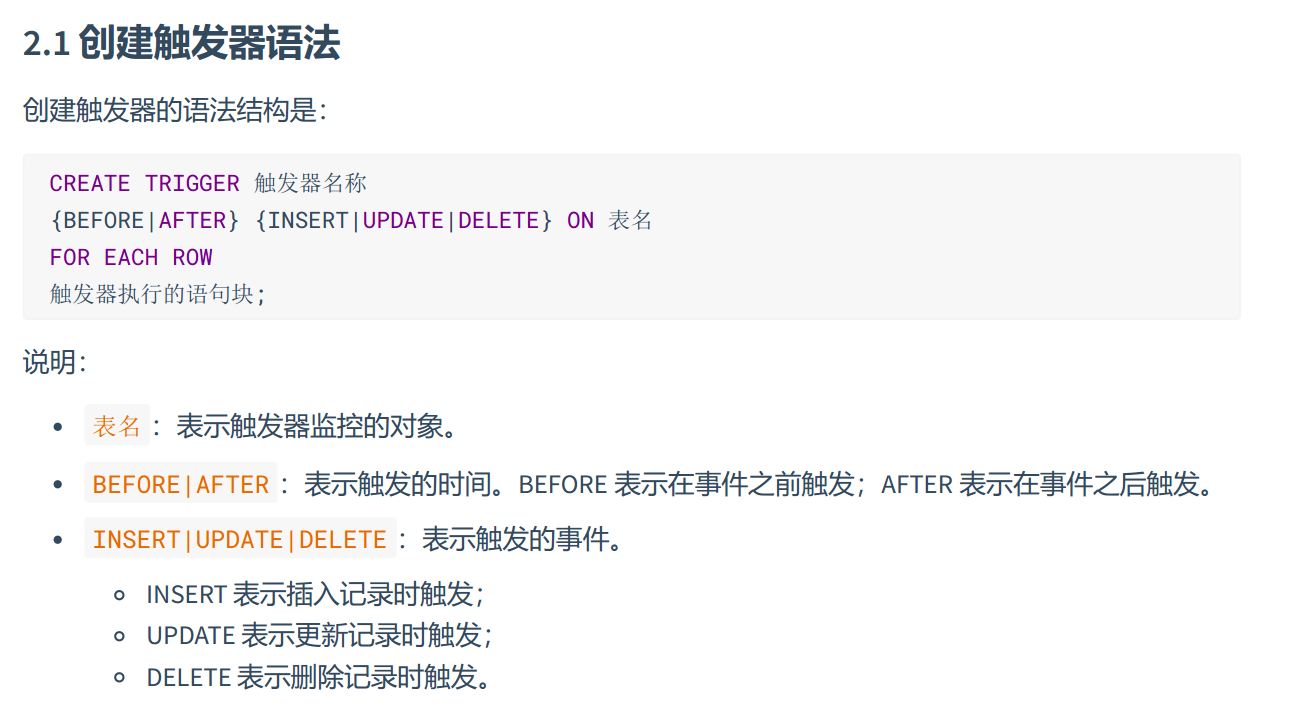 2.1 创建触发器语法
创建触发器的语法结构是：
CREATE TRIGGER 触发器名称
{BEFORE|AFTER} {INSERT|UPDATE|DELETE} ON 表名
FOR EACH ROW
触发器执行的语句块;
说明：
• 表名：表示触发器监控的对象。
• BEFORE|AFTER：表示触发的时间。BEFORE 表示在事件之前触发；AFTER 表示在事件之后触发。
• INSERT|UPDATE|DELETE：表示触发的事件。
◦ INSERT 表示插入记录时触发；
◦ UPDATE 表示更新记录时触发；
◦ DELETE 表示删除记录时触发。